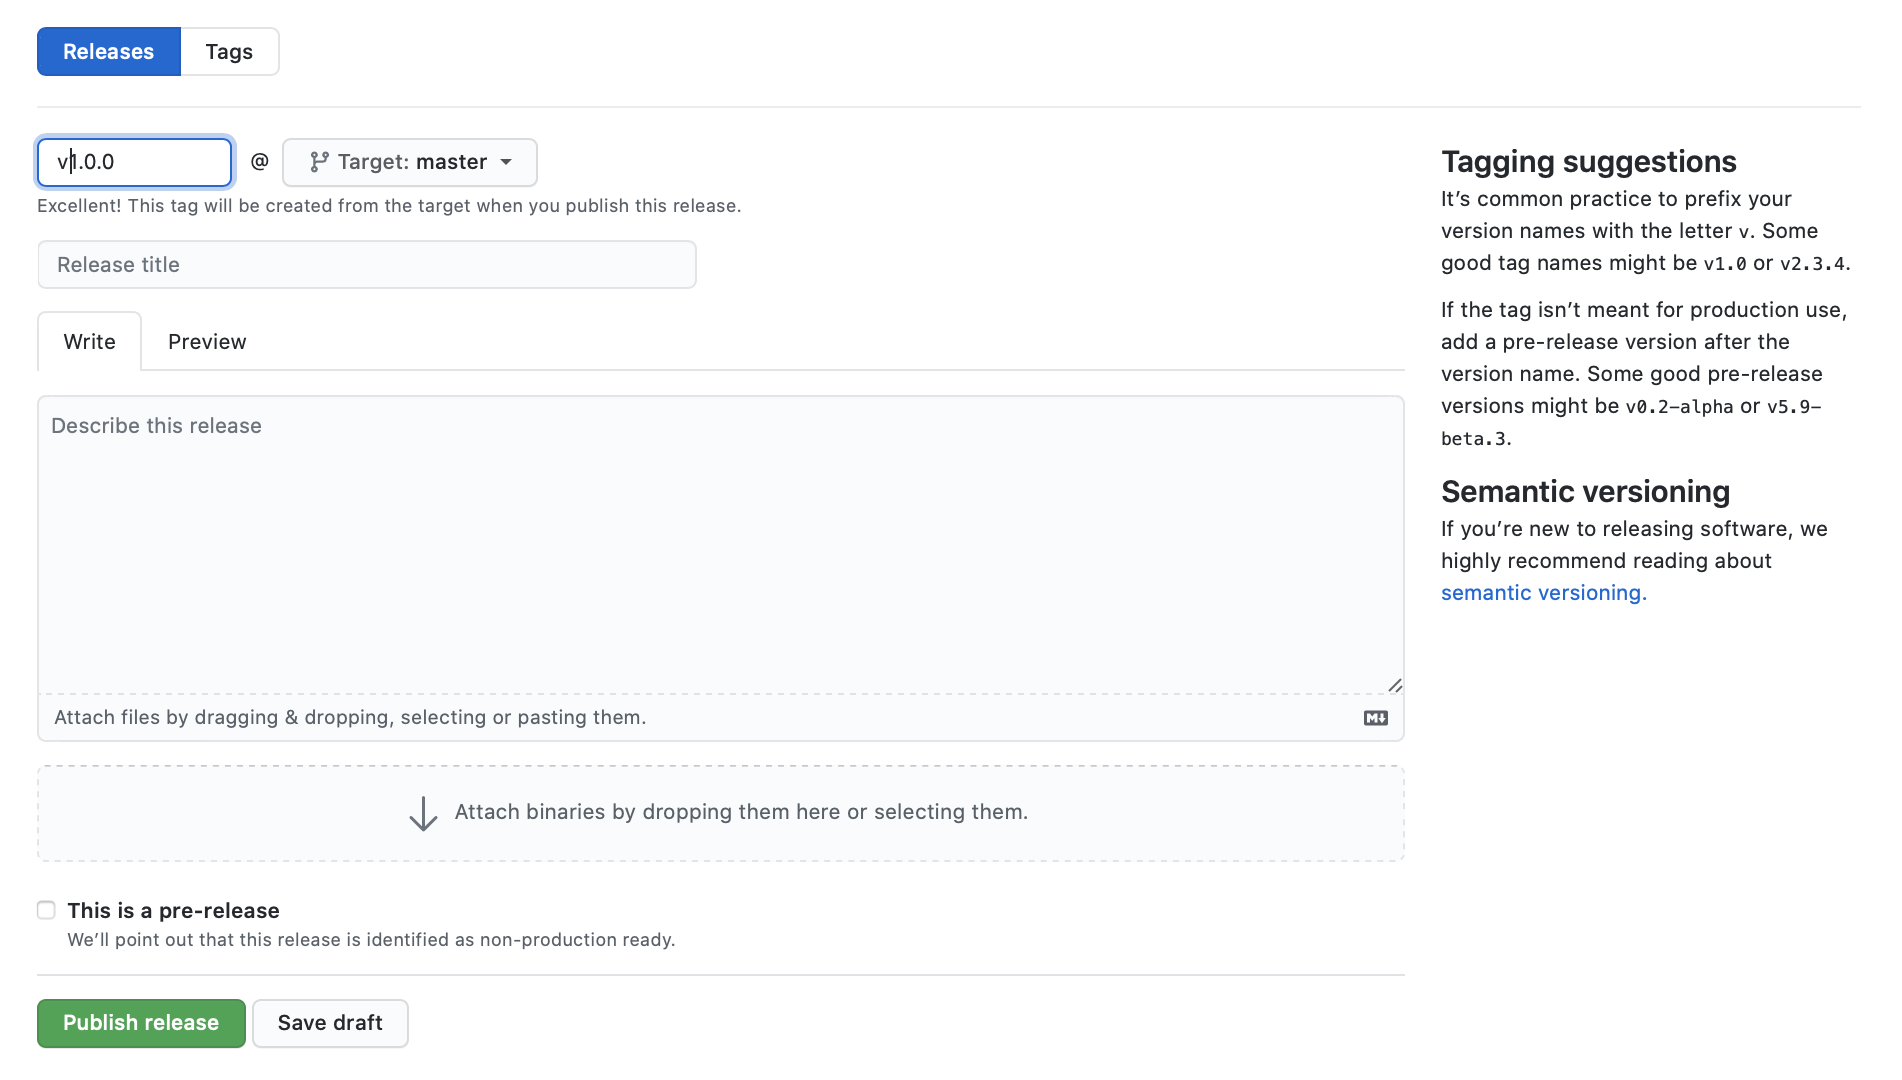 Releases Tags
v1.0.0 @ Target: master
Excellent! This tag will be created from the target when you publish this release.
Release title
Write Preview
Describe this release
Attach files by dragging & dropping, selecting or pasting them.
M↓
Attach binaries by dropping them here or selecting them.
This is a pre-release
We’ll point out that this release is identified as non-production ready.
Publish release Save draft
Tagging suggestions
It’s common practice to prefix your
version names with the letter v. Some
good tag names might be v1.0 or v2.3.4.
If the tag isn’t meant for production use,
add a pre-release version after the
version name. Some good pre-release
versions might be v0.2-alpha or v5.9-
beta.3.
Semantic versioning
If you’re new to releasing software, we
highly recommend reading about
semantic versioning.